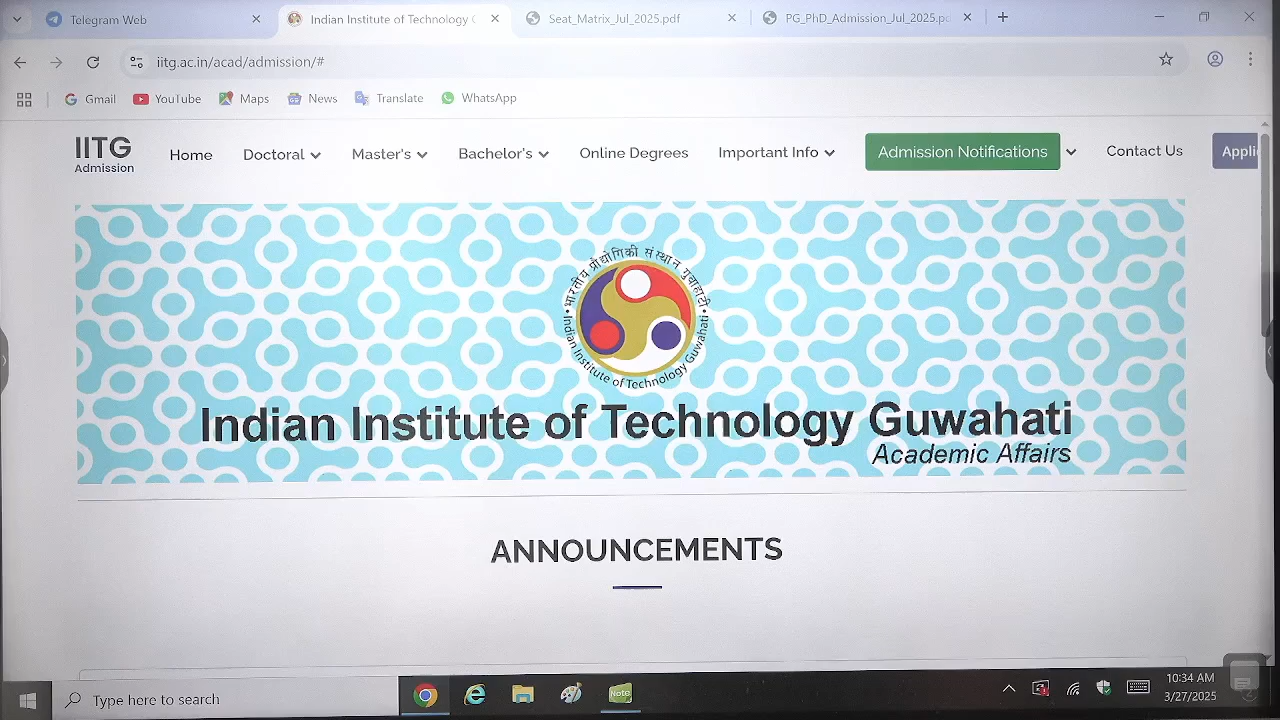 Telegram Web
Indian Institute of Technology G
Seat_Matrix_Jul_2025.pdf
PG_PhD_Admission_Jul_2025.p
iitg.ac.in/acad/admission/#
Gmail
YouTube
Maps
News
Translate
WhatsApp
IITG
Admission
Home
Doctoral
Master's
Bachelor's
Online Degrees
Important Info
Admission Notifications
Contact Us
Appli
भारतीय प्रौद्योगिकी संस्थान गुवाहाटी
Indian Institute of Technology Guwahati
Indian Institute of Technology Guwahati
Academic Affairs
ANNOUNCEMENTS
Type here to search
Note
10:34 AM
3/27/2025